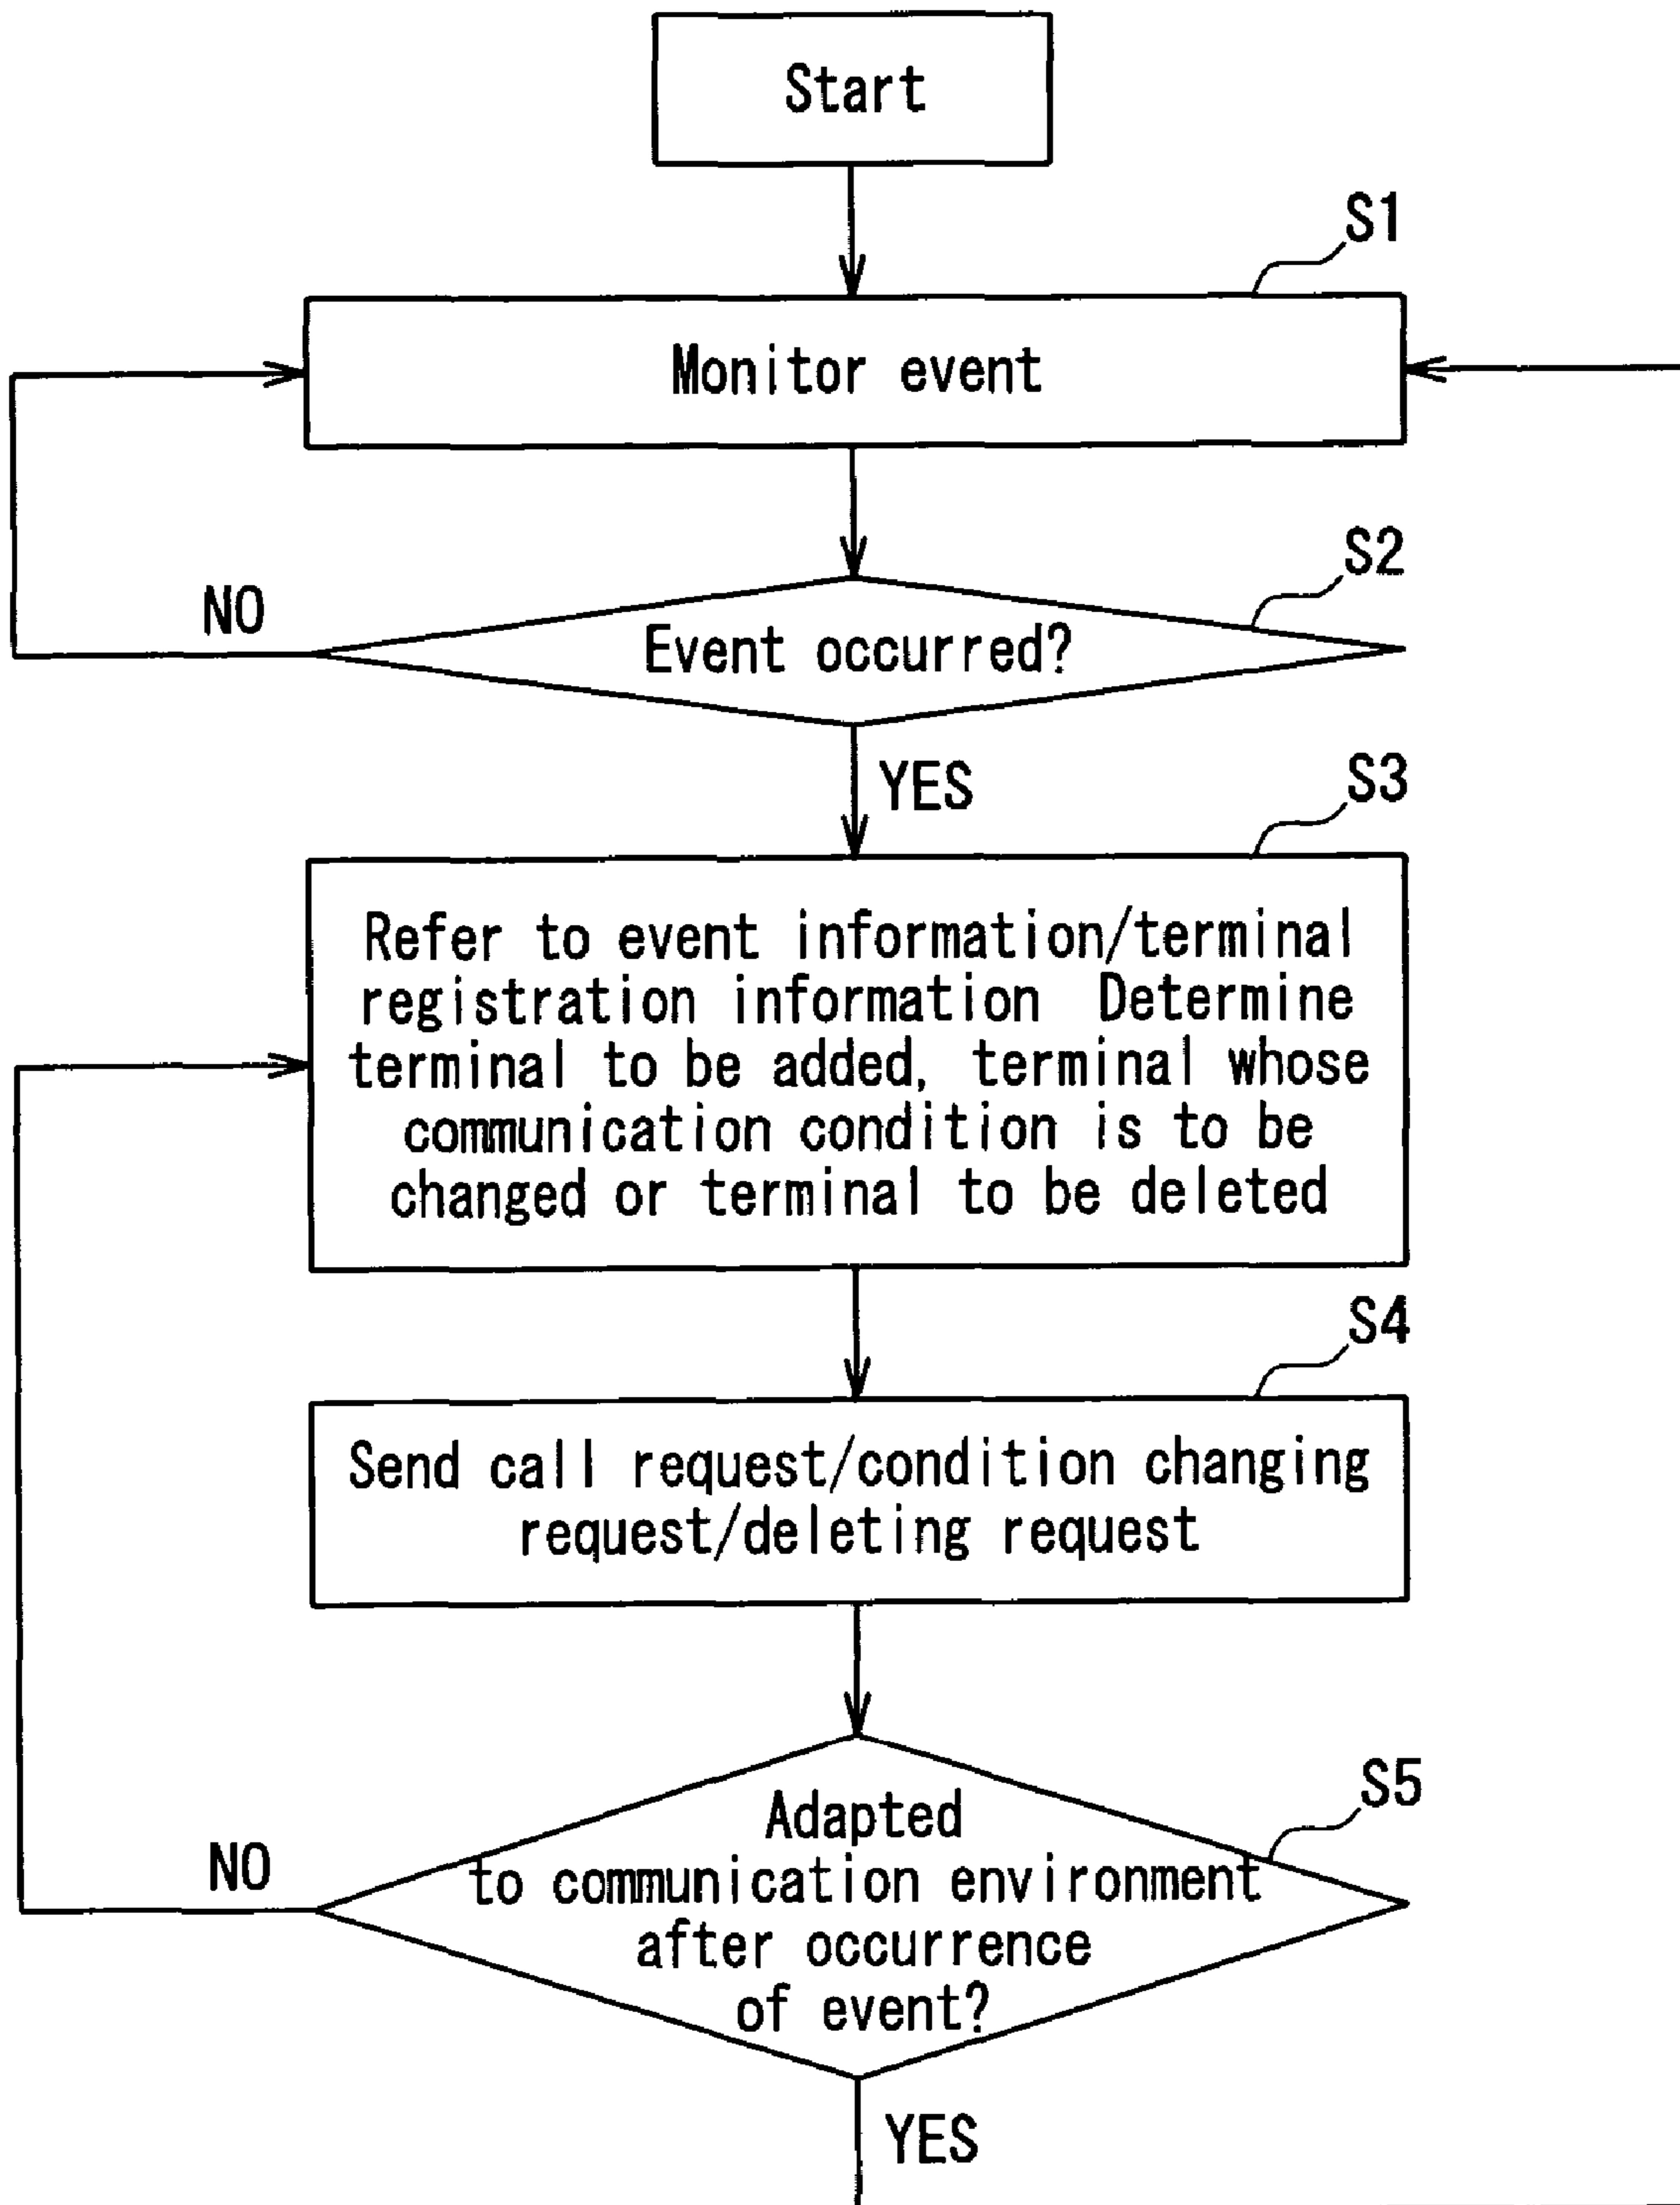 Start
S1
Monitor event
S2
NO
Event occurred?
YES
S3
Refer to event information/terminal
registration information Determine
terminal to be added, terminal whose
communication condition is to be
changed or terminal to be deleted
S4
Send call request/condition changing
request/deleting request
S5
Adapted
NO
to communication environment
after occurrence
of event?
YES